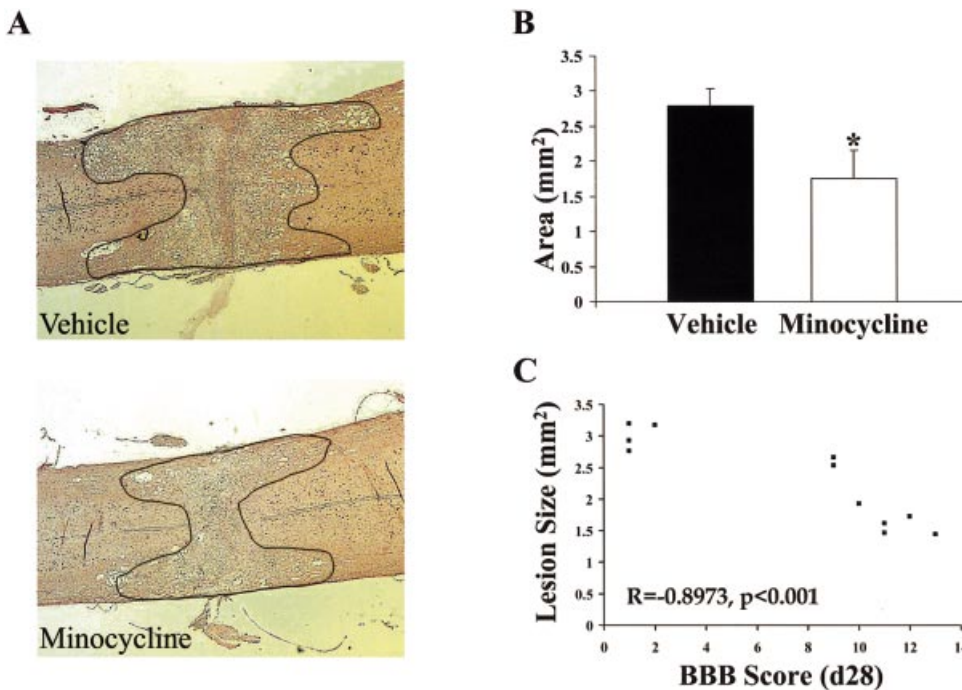 A
Vehicle
Minocycline
B
Area (mm²)
3.5
3
2.5
2
1.5
1
0.5
0
*
Vehicle
Minocycline
C
Lesion Size (mm²)
3.5
3
2.5
2
1.5
1
0.5
0
R=-0.8973, p<0.001
0
2
4
6
8
10
12
14
BBB Score (d28)